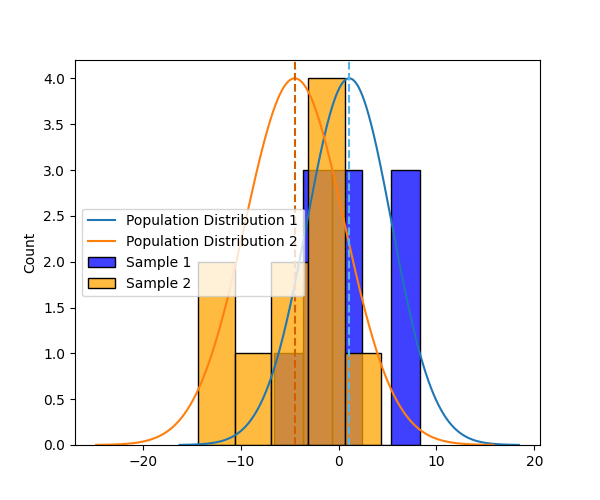 4.0
3.5
3.0
2.5
2.0
1.5
1.0
0.5
0.0
Count
Population Distribution 1
Population Distribution 2
Sample 1
Sample 2
−20 −10 0 10 20